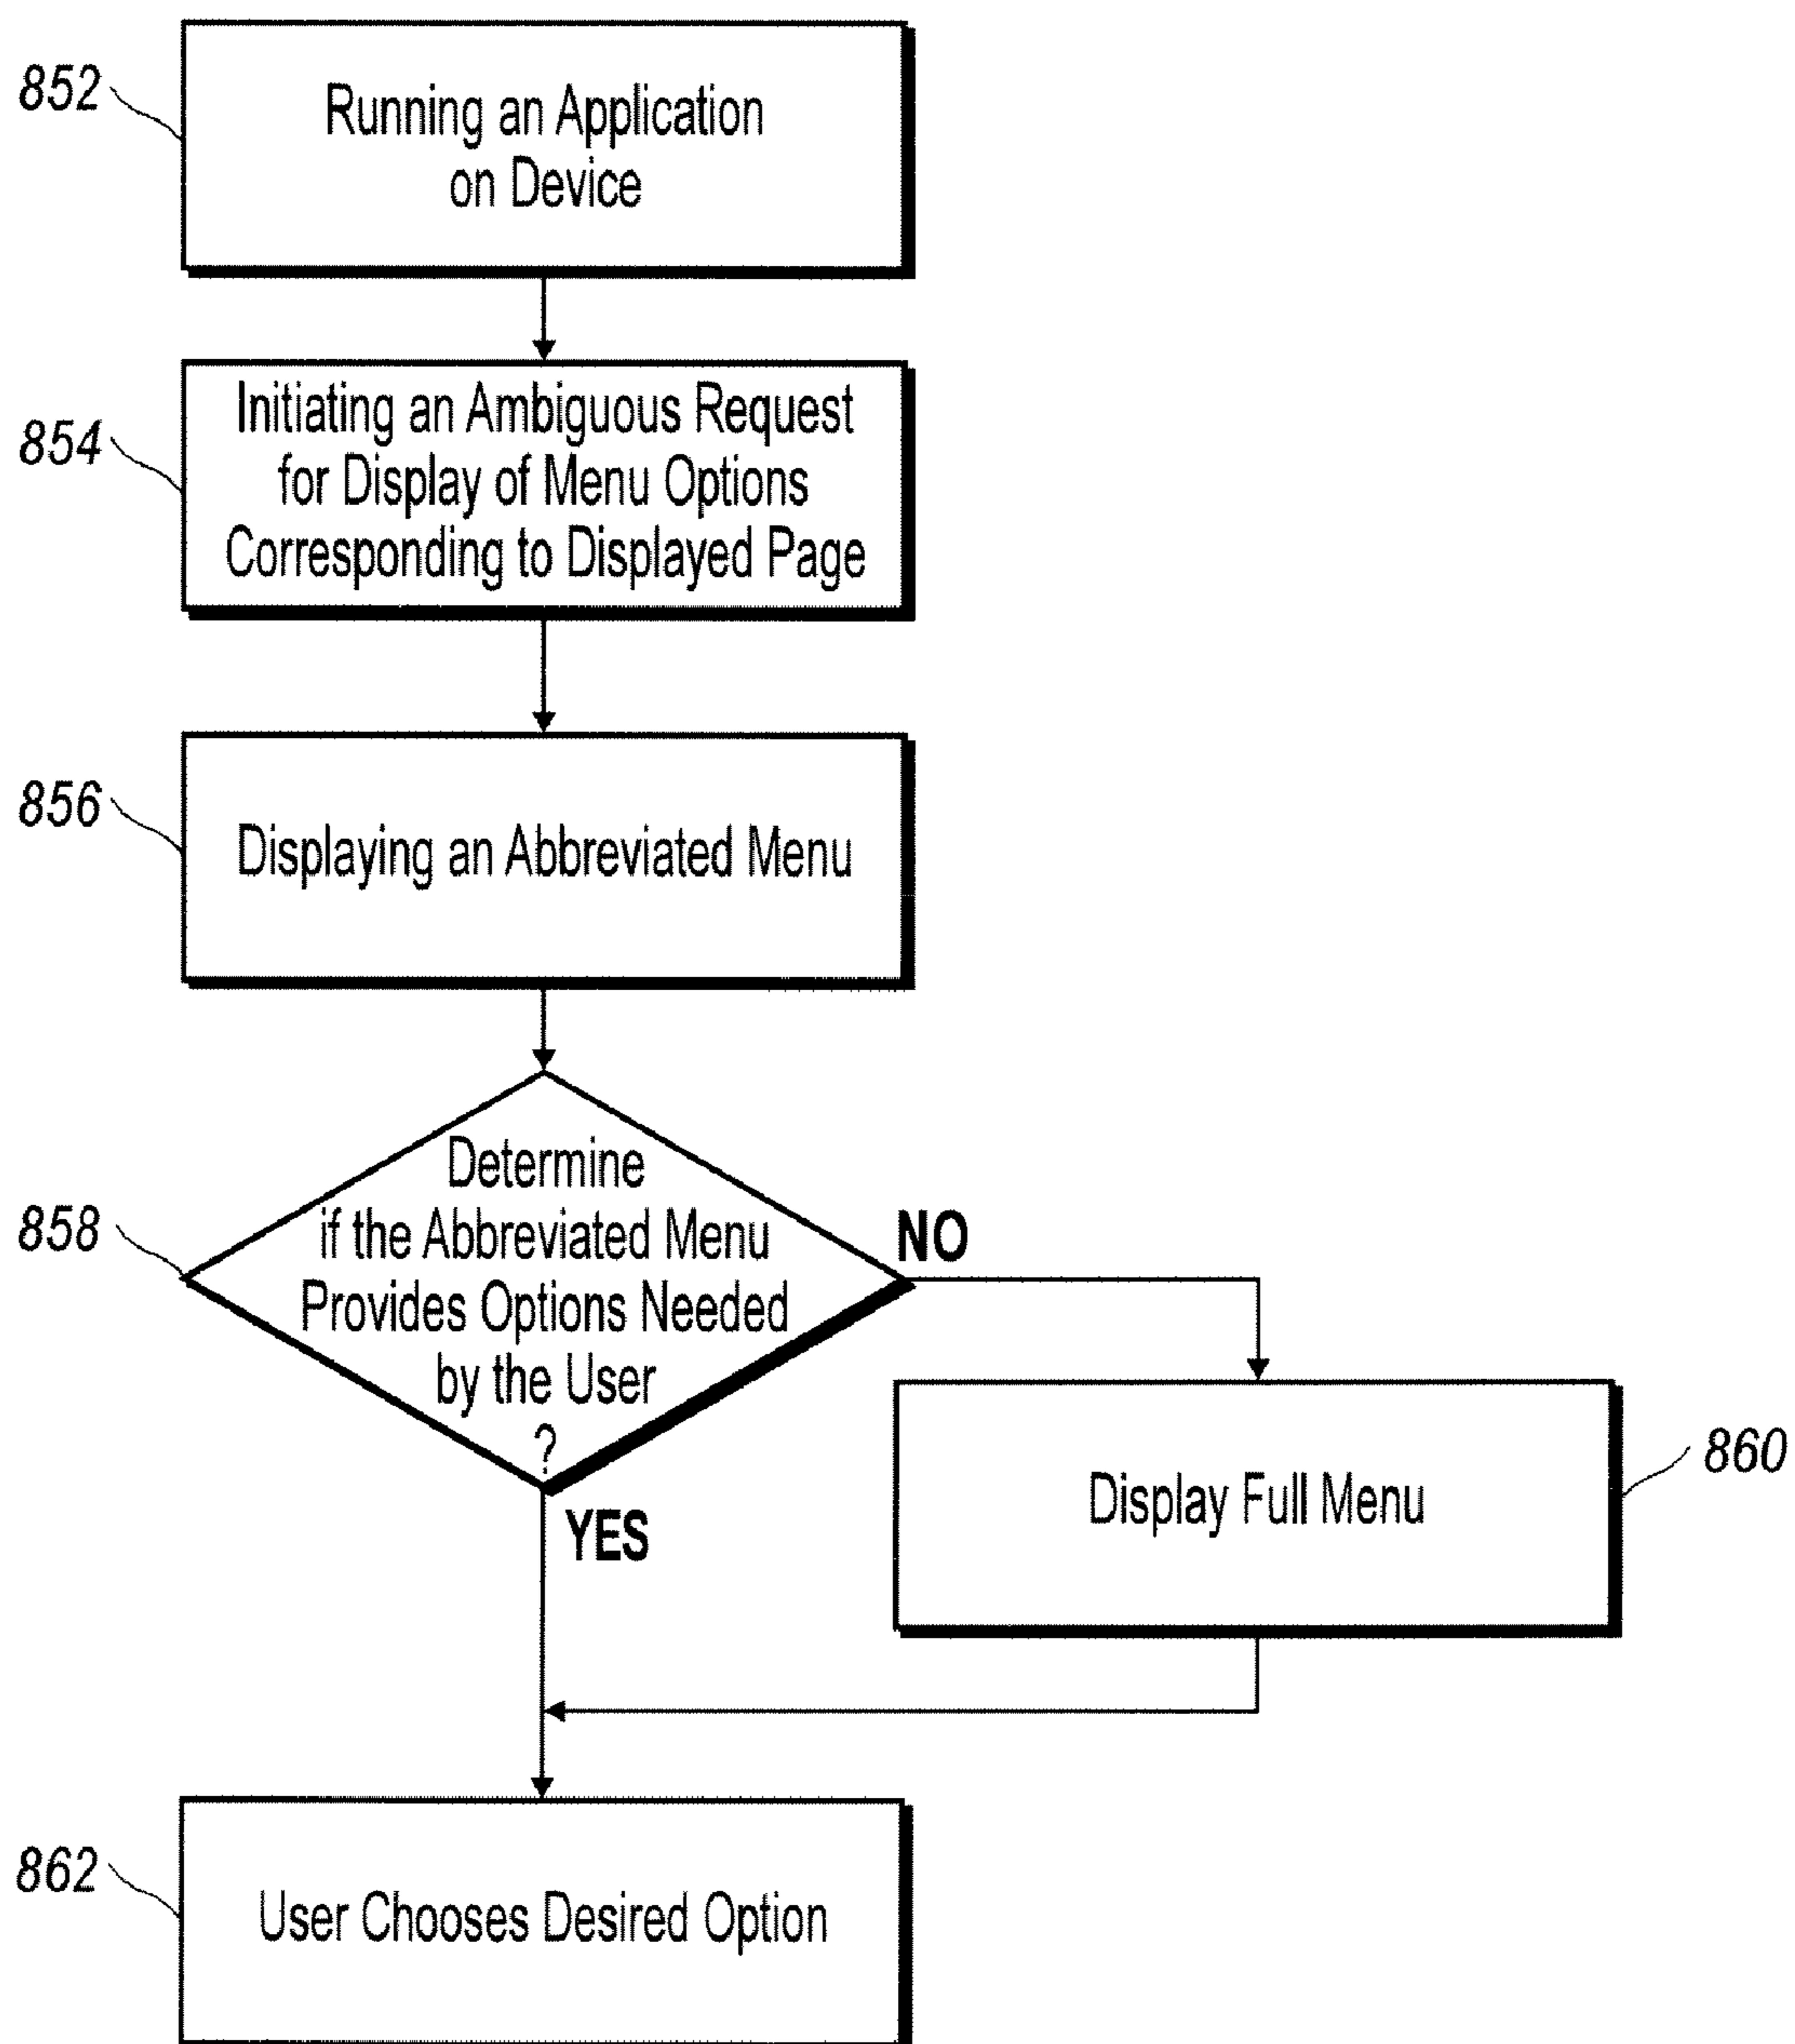 852
Running an Application
on Device
854
Initiating an Ambiguous Request
for Display of Menu Options
Corresponding to Displayed Page
856
Displaying an Abbreviated Menu
858
Determine
if the Abbreviated Menu
Provides Options Needed
by the User
?
NO
YES
Display Full Menu
860
862
User Chooses Desired Option